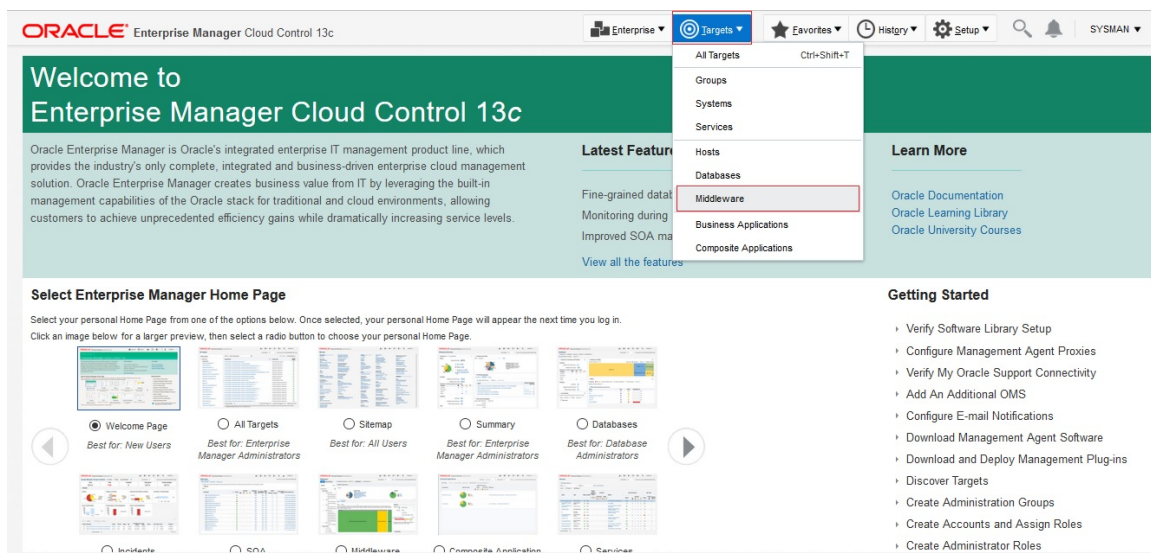 ORACLE® Enterprise Manager Cloud Control 13c
Enterprise ▼
Targets ▼
Favorites ▼
History ▼
Setup ▼
SYSMAN ▼
All Targets Ctrl+Shift+T
Groups
Systems
Services
Hosts
Databases
Middleware
Business Applications
Composite Applications
Welcome to
Enterprise Manager Cloud Control 13c
Oracle Enterprise Manager is Oracle's integrated enterprise IT management product line, which
provides the industry's only complete, integrated and business-driven enterprise cloud management
solution. Oracle Enterprise Manager creates business value from IT by leveraging the built-in
management capabilities of the Oracle stack for traditional and cloud environments, allowing
customers to achieve unprecedented efficiency gains while dramatically increasing service levels.
Latest Featur
Fine-grained datab
Monitoring during
Improved SOA ma
View all the features
Learn More
Oracle Documentation
Oracle Learning Library
Oracle University Courses
Select Enterprise Manager Home Page
Select your personal Home Page from one of the options below. Once selected, your personal Home Page will appear the next time you log in.
Click an image below for a larger preview, then select a radio button to choose your personal Home Page.
Welcome Page
Best for: New Users
All Targets
Best for: Enterprise
Manager Administrators
Sitemap
Best for: All Users
Summary
Best for: Enterprise
Manager Administrators
Databases
Best for: Database
Administrators
Incidents
SOA
Middleware
Composite Application
Services
Getting Started
Verify Software Library Setup
Configure Management Agent Proxies
Verify My Oracle Support Connectivity
Add An Additional OMS
Configure E-mail Notifications
Download Management Agent Software
Download and Deploy Management Plug-ins
Discover Targets
Create Administration Groups
Create Accounts and Assign Roles
Create Administrator Roles